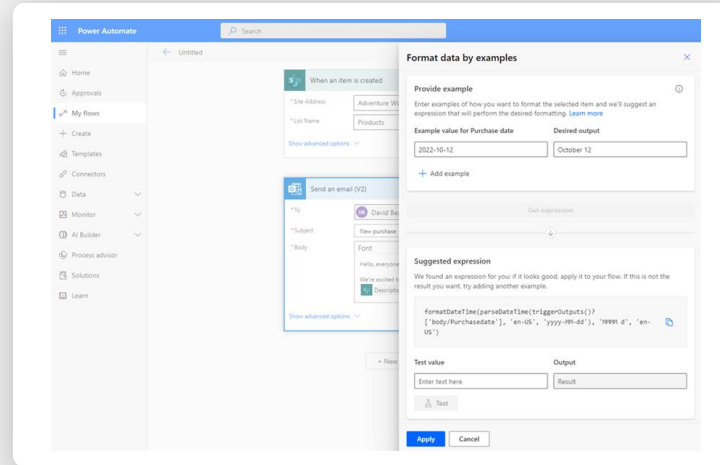 Power Automate
Search
Untitled
Home
Approvals
My flows
Create
Templates
Connectors
Data
Monitor
AI Builder
Process advisor
Solutions
Learn
When an item is created
* Site Address
Adventure Wo
* List Name
Products
Show advanced options
Send an email (V2)
* To
David Ba
* Subject
New purchase
* Body
Font
Hello, everyone
We're excited t
Descriptio
Show advanced options
+ New
Format data by examples
Provide example
Enter examples of how you want to format the selected item and we'll suggest an
expression that will perform the desired formatting. Learn more
Example value for Purchase date
Desired output
2022-10-12
October 12
+ Add example
Get expression
Suggested expression
We found an expression for you: if it looks good, apply it to your flow. If this is not the
result you want, try adding another example.
formatDateTime(parseDateTime(triggerOutputs()?
['body/Purchasedate'], 'en-US', 'yyyy-MM-dd'), 'MMMM d', 'en-
US')
Test value
Output
Enter text here
Result
Test
Apply
Cancel